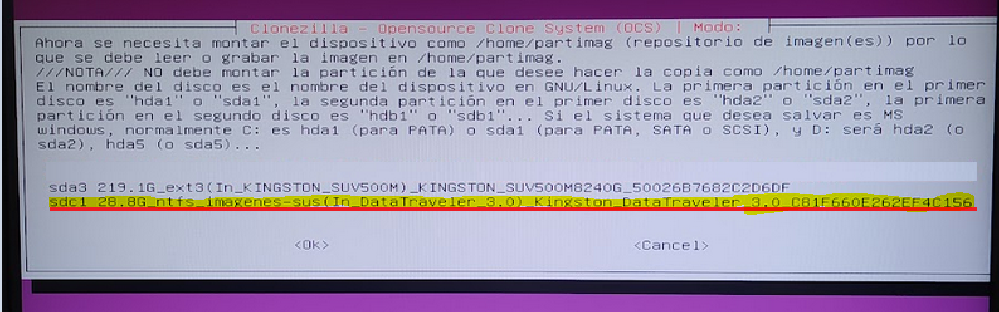 Clonezilla - Opensource Clone System (OCS) | Modo:
Ahora se necesita montar el dispositivo como /home/partimag (repositorio de imagen(es)) por lo
que se debe leer o grabar la imagen en /home/partimag.
///NOTA/// NO debe montar la partición de la que desee hacer la copia como /home/partimag
El nombre del disco es el nombre del dispositivo en GNU/Linux. La primera partición en el primer
disco es "hda1" o "sda1", la segunda partición en el primer disco es "hda2" o "sda2", la primera
partición en el segundo disco es "hdb1" o "sdb1"... Si el sistema que desea salvar es MS
windows, normalmente C: es hda1 (para PATA) o sda1 (para PATA, SATA o SCSI), y D: será hda2 (o
sda2), hda5 (o sda5)...
sda3 219.1G_ext3(In_KINGSTON_SUV500M)_KINGSTON_SUV500M8240G_50026B7682C2D6DF
sdc1 28.8G_ntfs_imagenes-sus(In_DataTraveler_3.0)_Kingston_DataTraveler_3.0_C81F660E262EF4C156
<Ok> <Cancel>